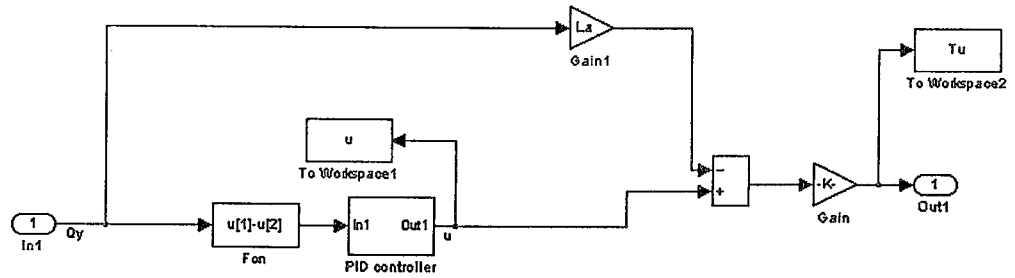 L.s
Gain1
Tu
To Workspace2
u
To Workspace1
-
+
-K-
Gain
1
Out1
1
In1
Qy
u[1]-u[2]
Fcn
In1
Out1
PID controller
u